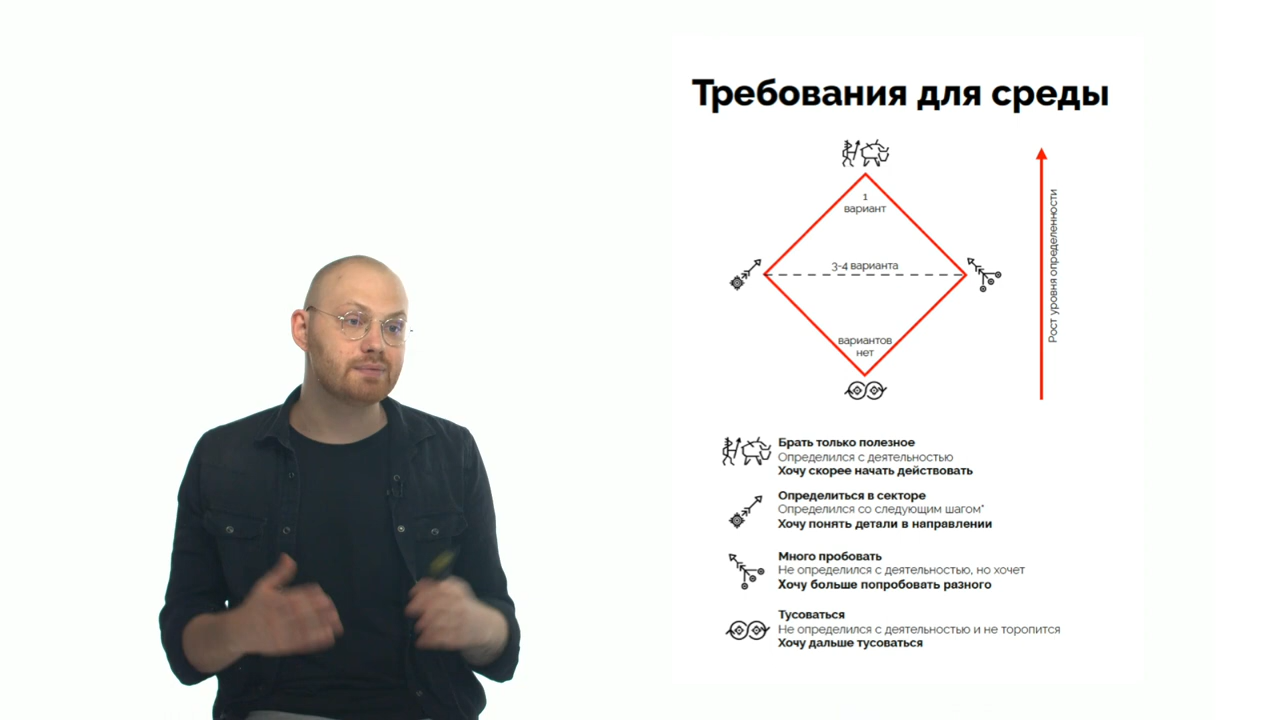 Требования для среды
1
вариант
3-4 варианта
вариантов
нет
Рост уровня определенности
Брать только полезное
Определился с деятельностью
Хочу скорее начать действовать
Определиться в секторе
Определился со следующим шагом*
Хочу понять детали в направлении
Много пробовать
Не определился с деятельностью, но хочет
Хочу больше попробовать разного
Тусоваться
Не определился с деятельностью и не торопится
Хочу дальше тусоваться